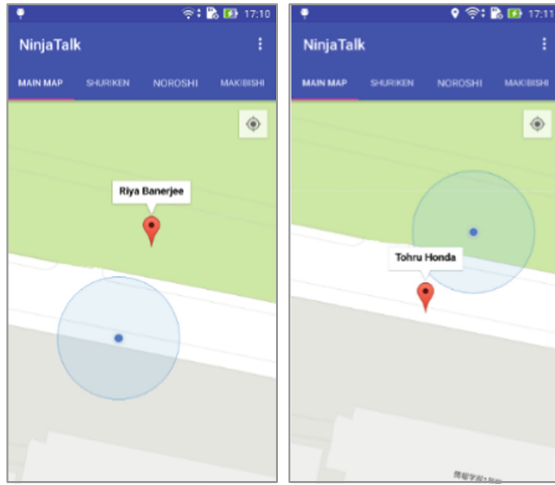 17:10
NinjaTalk
MAIN MAP SHURIKEN NOROSHI MAKIBISHI
Riya Banerjee
17:11
NinjaTalk
MAIN MAP SHURIKEN NOROSHI MAKIBISHI
Tohru Honda